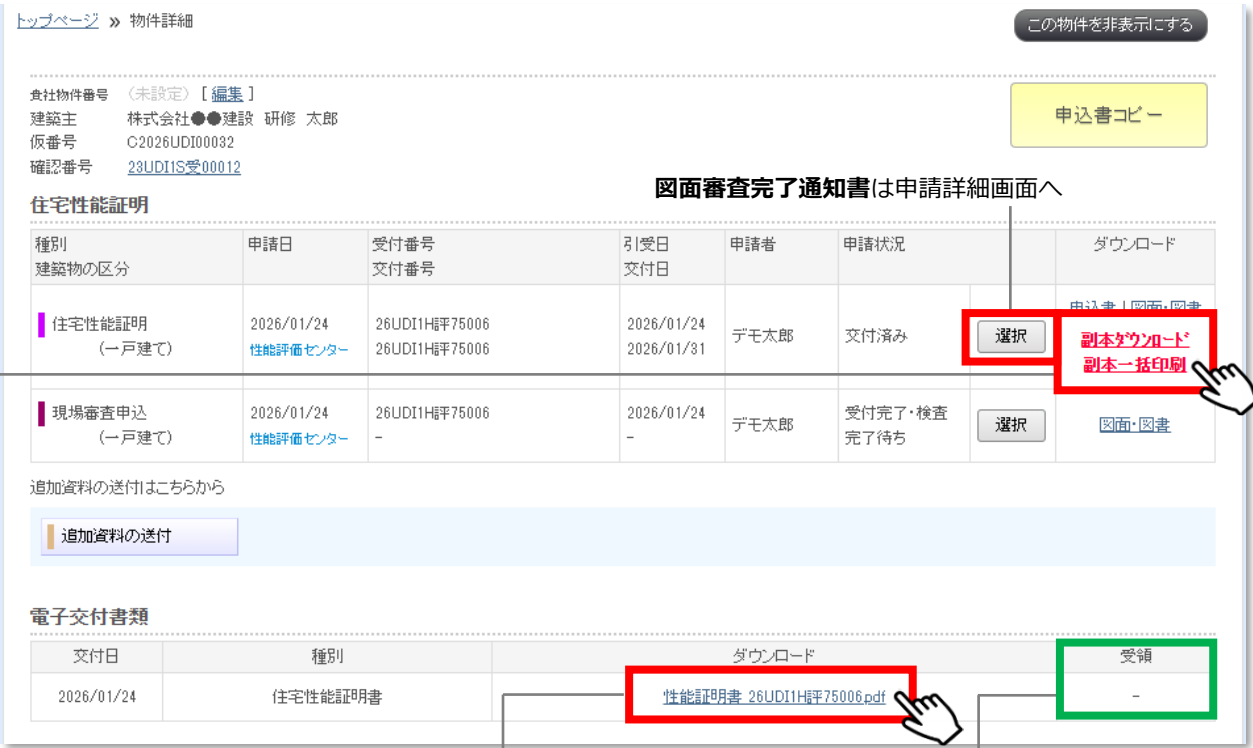 トップページ » 物件詳細
この物件を非表示にする
貴社物件番号 （未設定）[ 編集 ]
建築主 株式会社●●建設 研修 太郎
仮番号 C2026UDI00032
確認番号 23UDI1S受00012
申込書コピー
図面審査完了通知書は申請詳細画面へ
住宅性能証明
種別 申請日 受付番号 引受日 申請者 申請状況 ダウンロード
建築物の区分 交付番号 交付日
申込書 | 図面・図書
住宅性能証明 2026/01/24 26UDI1H評75006 2026/01/24 デモ太郎 交付済み 選択 副本ダウンロード
（一戸建て） 性能評価センター 26UDI1H評75006 2026/01/31 副本一括印刷
現場審査申込 2026/01/24 26UDI1H評75006 2026/01/24 デモ太郎 受付完了・検査 選択 図面・図書
（一戸建て） 性能評価センター - - 完了待ち
追加資料の送付はこちらから
追加資料の送付
電子交付書類
交付日 種別 ダウンロード 受領
2026/01/24 住宅性能証明書 性能証明書_26UDI1H評75006.pdf -